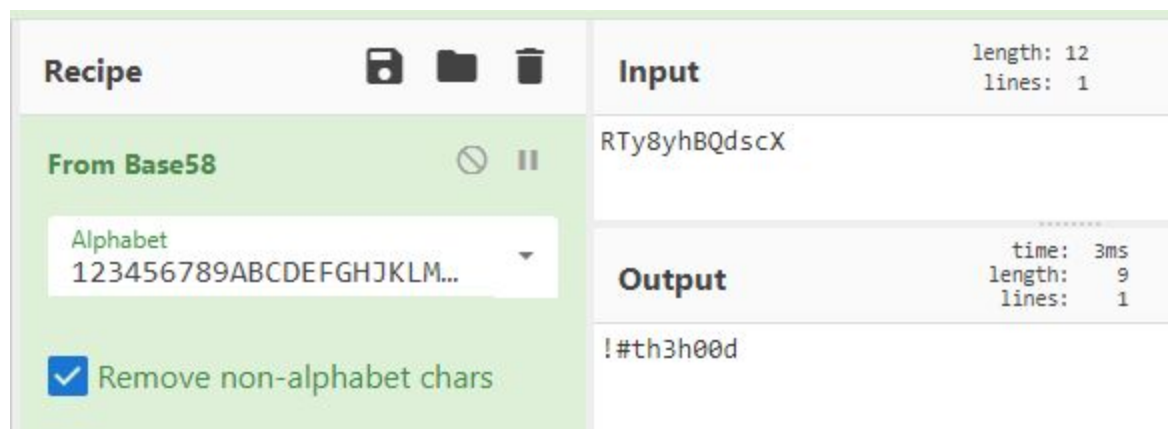 Recipe
From Base58
Alphabet
123456789ABCDEFGHJKLM…
Remove non-alphabet chars
Input
length: 12
lines: 1
RTy8yhBQdscX
Output
time: 3ms
length: 9
lines: 1
!#th3h00d